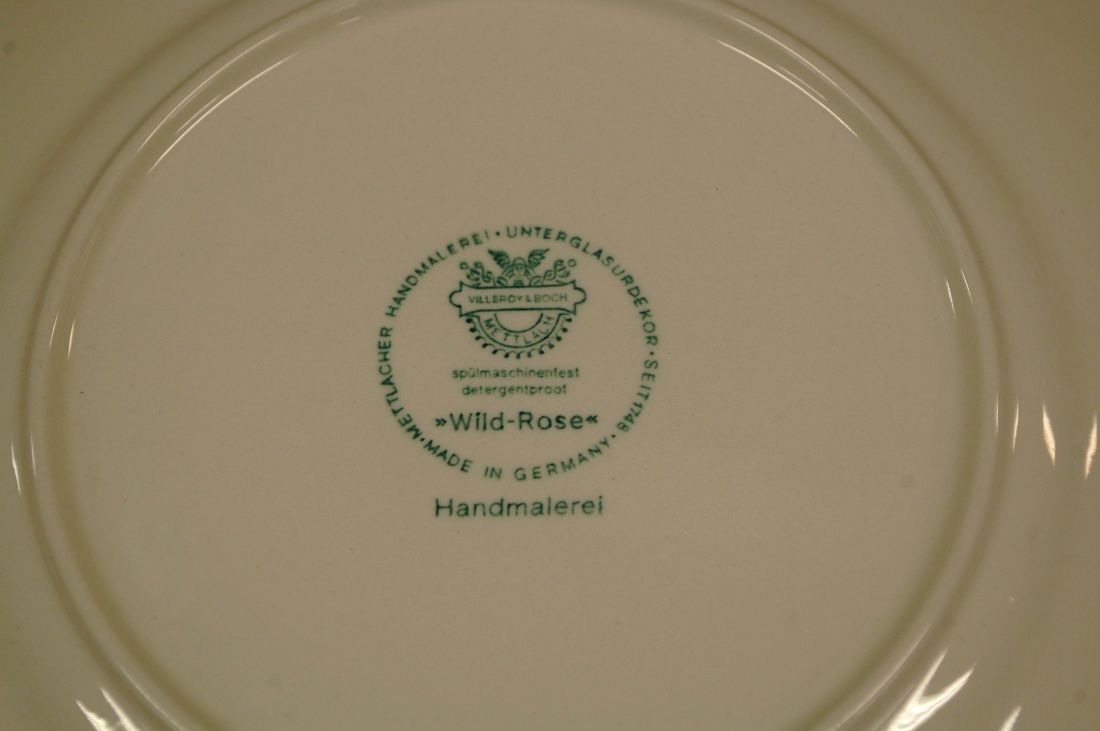 METTLACHER HANDMALEREI · UNTERGLASURDEKOR · SEIT 1748 · MADE IN GERMANY ·
VILLEROY & BOCH
METTLACH
spülmaschinenfest
detergentproof
»Wild-Rose«
Handmalerei